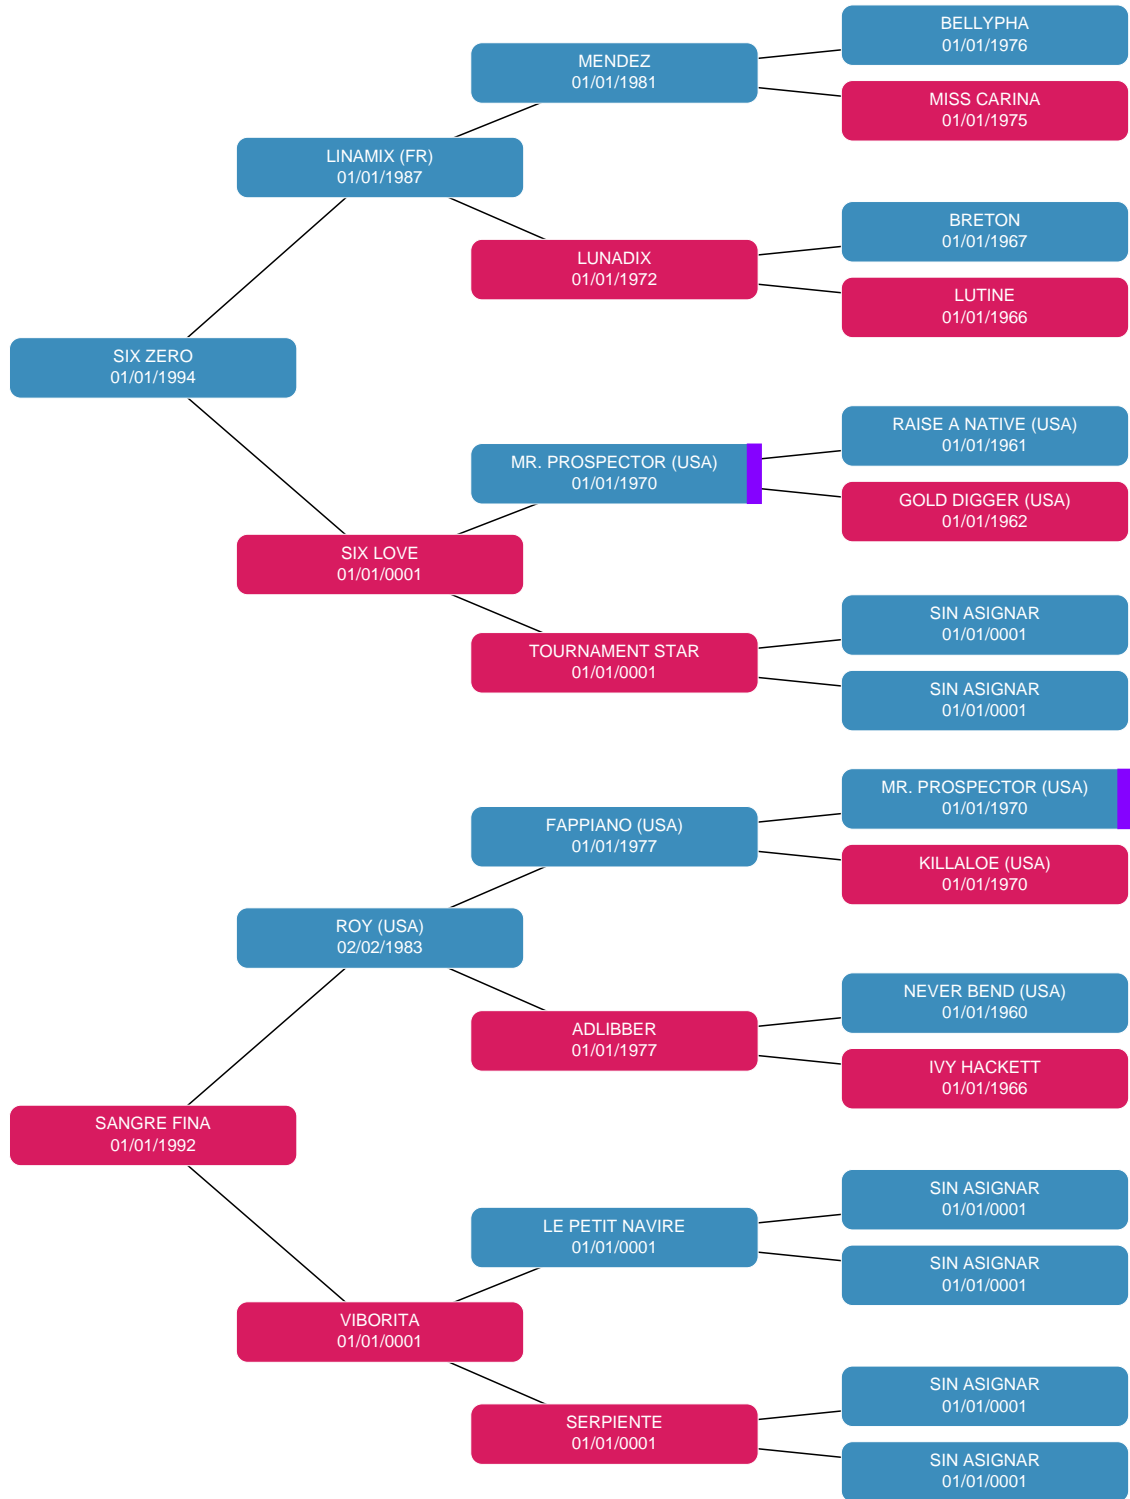 BELLYPHA
01/01/1976
MENDEZ
01/01/1981
MISS CARINA
01/01/1975
LINAMIX (FR)
01/01/1987
BRETON
01/01/1967
LUNADIX
01/01/1972
LUTINE
01/01/1966
SIX ZERO
01/01/1994
RAISE A NATIVE (USA)
01/01/1961
MR. PROSPECTOR (USA)
01/01/1970
GOLD DIGGER (USA)
01/01/1962
SIX LOVE
01/01/0001
SIN ASIGNAR
01/01/0001
TOURNAMENT STAR
01/01/0001
SIN ASIGNAR
01/01/0001
MR. PROSPECTOR (USA)
01/01/1970
FAPPIANO (USA)
01/01/1977
KILLALOE (USA)
01/01/1970
ROY (USA)
02/02/1983
NEVER BEND (USA)
01/01/1960
ADLIBBER
01/01/1977
IVY HACKETT
01/01/1966
SANGRE FINA
01/01/1992
SIN ASIGNAR
01/01/0001
LE PETIT NAVIRE
01/01/0001
SIN ASIGNAR
01/01/0001
VIBORITA
01/01/0001
SIN ASIGNAR
01/01/0001
SERPIENTE
01/01/0001
SIN ASIGNAR
01/01/0001